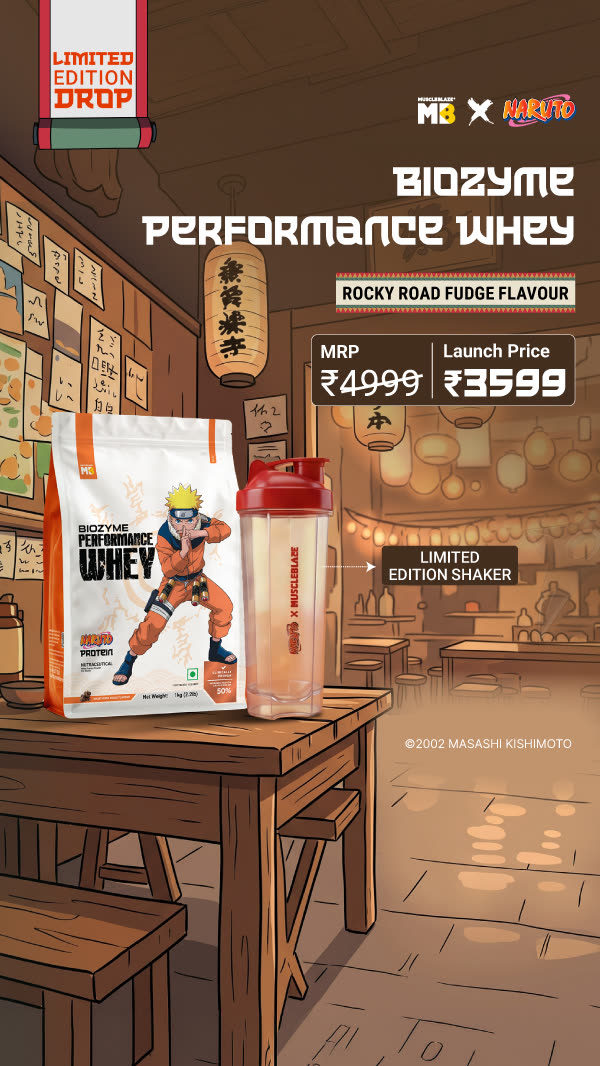 LIMITED
EDITION
DROP
MUSCLEBLAZE
MB
X
NARUTO
BIOZYME
PERFORMANCE WHEY
ROCKY ROAD FUDGE FLAVOUR
MRP
₹4999
Launch Price
₹3599
MB
BIOZYME
PERFORMANCE
WHEY
NARUTO
PROTEIN
NUTRACEUTICAL
Net Weight: 1kg (2.2lb)
50%
NARUTO X MUSCLEBLAZE
LIMITED
EDITION SHAKER
©2002 MASASHI KISHIMOTO